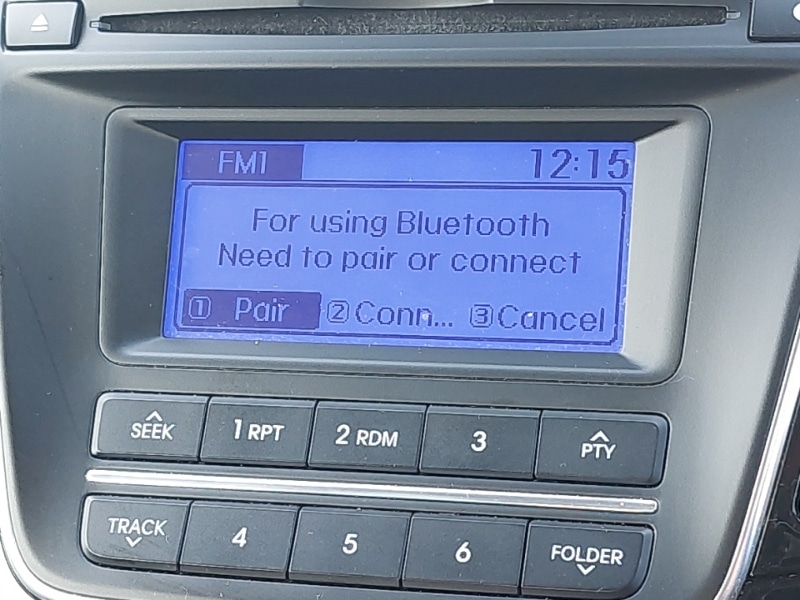 FM1 12:15
For using Bluetooth
Need to pair or connect
1 Pair 2 Conn... 3 Cancel
SEEK 1 RPT 2 RDM 3 PTY
TRACK 4 5 6 FOLDER